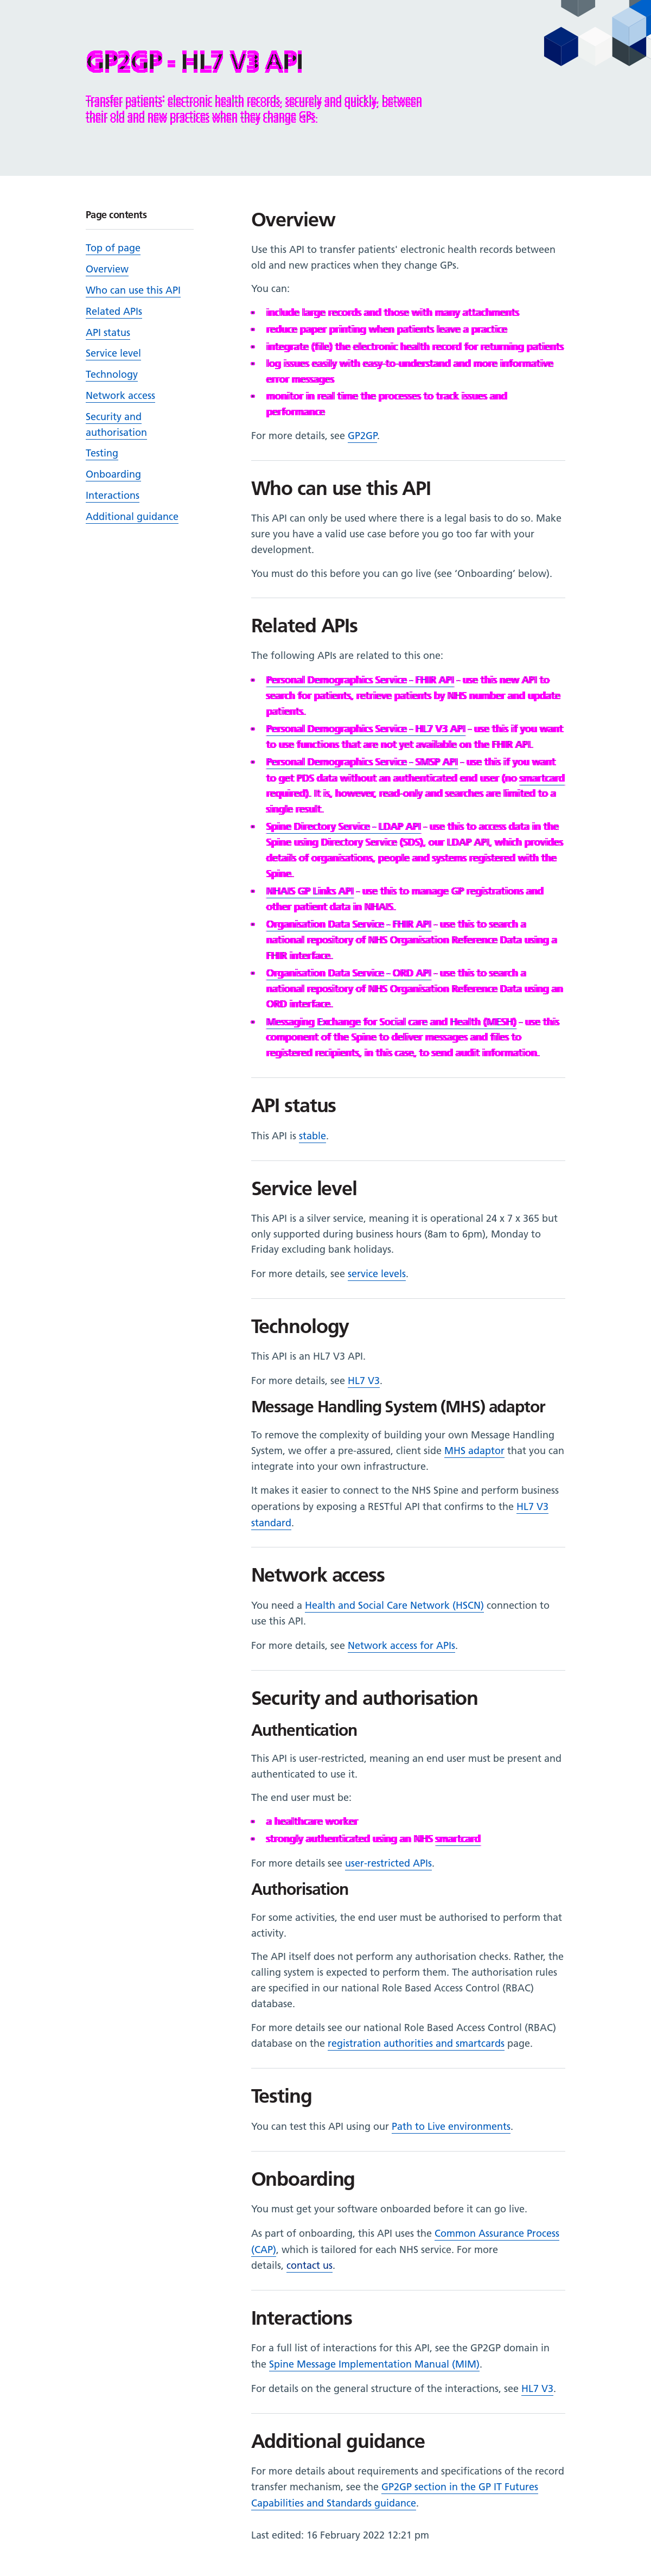 GP2GP - HL7 V3 API
Transfer patients' electronic health records, securely and quickly, between
their old and new practices when they change GPs.
Page contents
Top of page
Overview
Who can use this API
Related APIs
API status
Service level
Technology
Network access
Security and
authorisation
Testing
Onboarding
Interactions
Additional guidance
Overview
Use this API to transfer patients' electronic health records between
old and new practices when they change GPs.
You can:
include large records and those with many attachments
reduce paper printing when patients leave a practice
integrate (file) the electronic health record for returning patients
log issues easily with easy-to-understand and more informative
error messages
monitor in real time the processes to track issues and
performance
For more details, see GP2GP.
Who can use this API
This API can only be used where there is a legal basis to do so. Make
sure you have a valid use case before you go too far with your
development.
You must do this before you can go live (see 'Onboarding' below).
Related APIs
The following APIs are related to this one:
Personal Demographics Service - FHIR API - use this new API to
search for patients, retrieve patients by NHS number and update
patients.
Personal Demographics Service - HL7 V3 API - use this if you want
to use functions that are not yet available on the FHIR API.
Personal Demographics Service - SMSP API - use this if you want
to get PDS data without an authenticated end user (no smartcard
required). It is, however, read-only and searches are limited to a
single result.
Spine Directory Service - LDAP API - use this to access data in the
Spine using Directory Service (SDS), our LDAP API, which provides
details of organisations, people and systems registered with the
Spine.
NHAIS GP Links API - use this to manage GP registrations and
other patient data in NHAIS.
Organisation Data Service - FHIR API - use this to search a
national repository of NHS Organisation Reference Data using a
FHIR interface.
Organisation Data Service - ORD API - use this to search a
national repository of NHS Organisation Reference Data using an
ORD interface.
Messaging Exchange for Social care and Health (MESH) - use this
component of the Spine to deliver messages and files to
registered recipients, in this case, to send audit information.
API status
This API is stable.
Service level
This API is a silver service, meaning it is operational 24 x 7 x 365 but
only supported during business hours (8am to 6pm), Monday to
Friday excluding bank holidays.
For more details, see service levels.
Technology
This API is an HL7 V3 API.
For more details, see HL7 V3.
Message Handling System (MHS) adaptor
To remove the complexity of building your own Message Handling
System, we offer a pre-assured, client side MHS adaptor that you can
integrate into your own infrastructure.
It makes it easier to connect to the NHS Spine and perform business
operations by exposing a RESTful API that confirms to the HL7 V3
standard.
Network access
You need a Health and Social Care Network (HSCN) connection to
use this API.
For more details, see Network access for APIs.
Security and authorisation
Authentication
This API is user-restricted, meaning an end user must be present and
authenticated to use it.
The end user must be:
a healthcare worker
strongly authenticated using an NHS smartcard
For more details see user-restricted APIs.
Authorisation
For some activities, the end user must be authorised to perform that
activity.
The API itself does not perform any authorisation checks. Rather, the
calling system is expected to perform them. The authorisation rules
are specified in our national Role Based Access Control (RBAC)
database.
For more details see our national Role Based Access Control (RBAC)
database on the registration authorities and smartcards page.
Testing
You can test this API using our Path to Live environments.
Onboarding
You must get your software onboarded before it can go live.
As part of onboarding, this API uses the Common Assurance Process
(CAP), which is tailored for each NHS service. For more
details, contact us.
Interactions
For a full list of interactions for this API, see the GP2GP domain in
the Spine Message Implementation Manual (MIM).
For details on the general structure of the interactions, see HL7 V3.
Additional guidance
For more details about requirements and specifications of the record
transfer mechanism, see the GP2GP section in the GP IT Futures
Capabilities and Standards guidance.
Last edited: 16 February 2022 12:21 pm